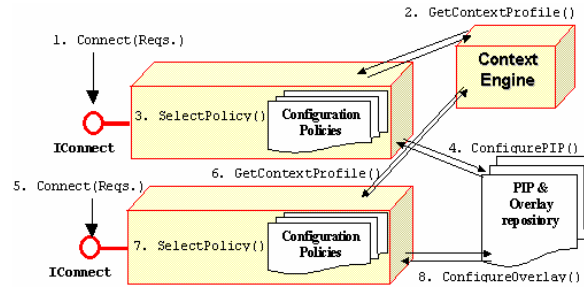 2. GetContextProfile()
1. Connect(Reqs.)
Context
Engine
3. SelectPolicy()
Configuration
Policies
IConnect
4. ConfigurePIP()
6. GetContextProfile()
5. Connect(Reqs.)
PIP &
Overlay
repository
7. SelectPolicy()
Configuration
Policies
IConnect
8. ConfigureOverlay()